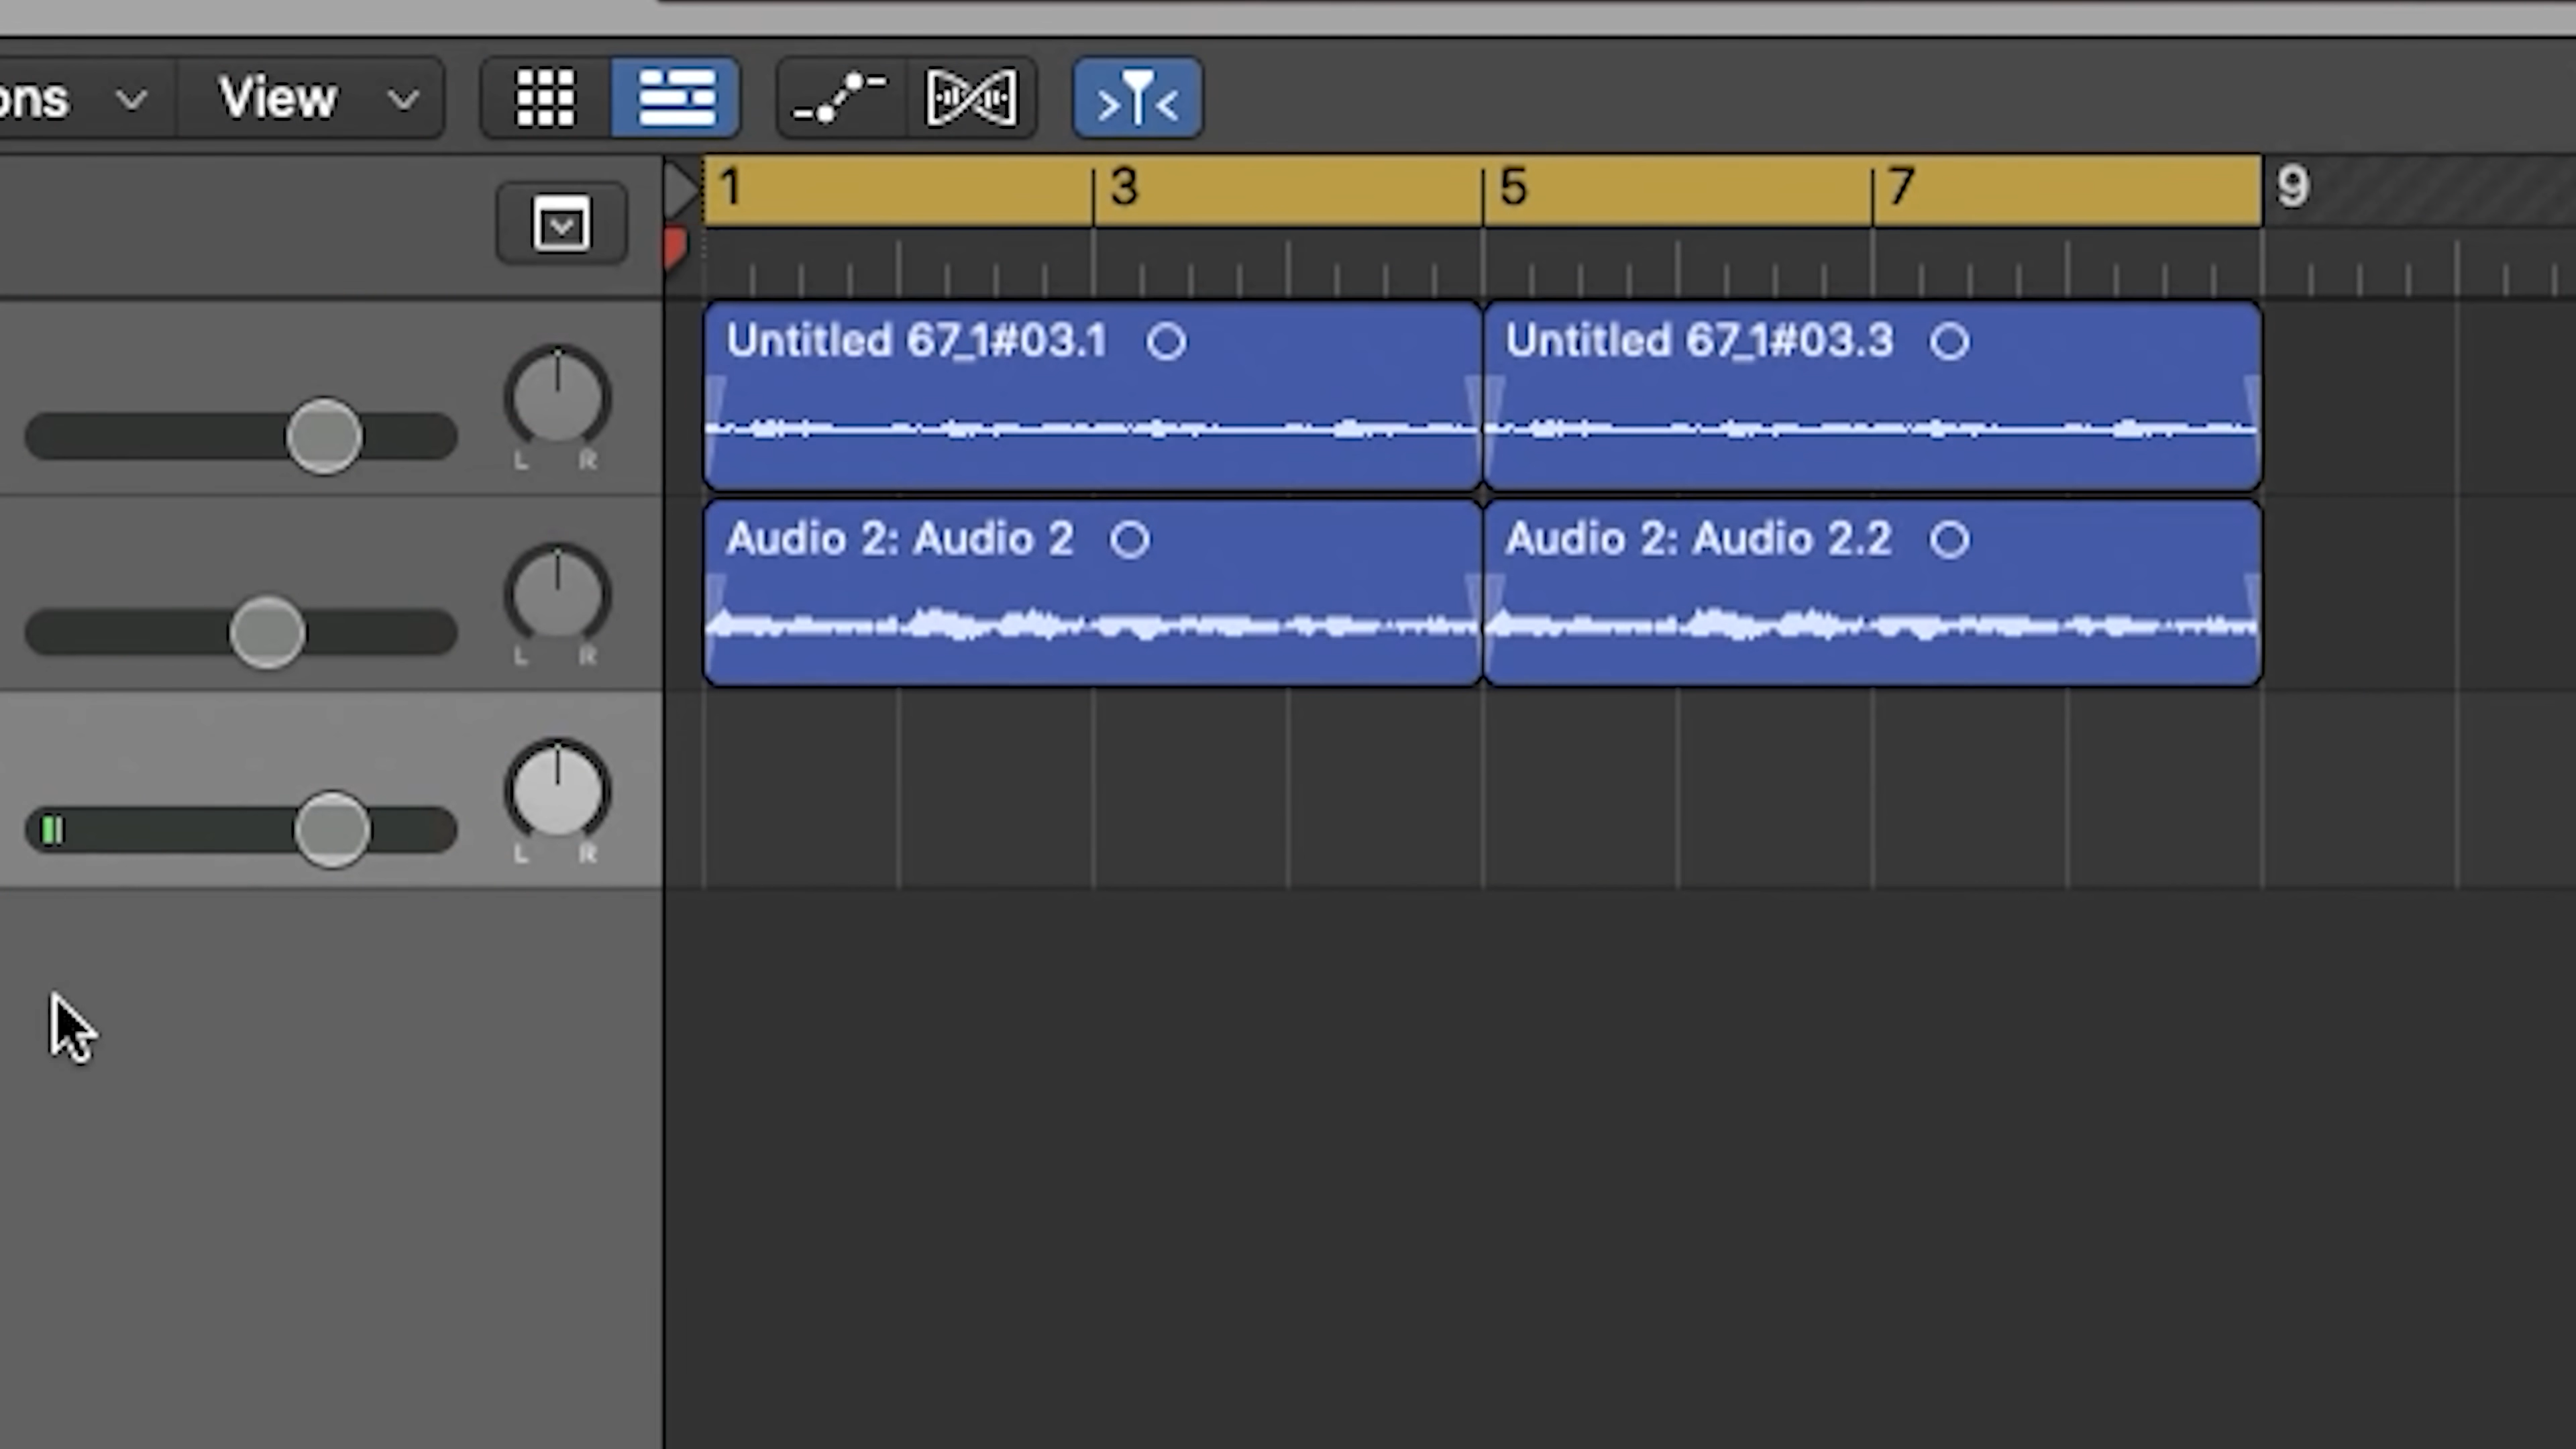 ons View
1 3 5 7 9
Untitled 67_1#03.1 Untitled 67_1#03.3
L R
Audio 2: Audio 2 Audio 2: Audio 2.2
L R
L R